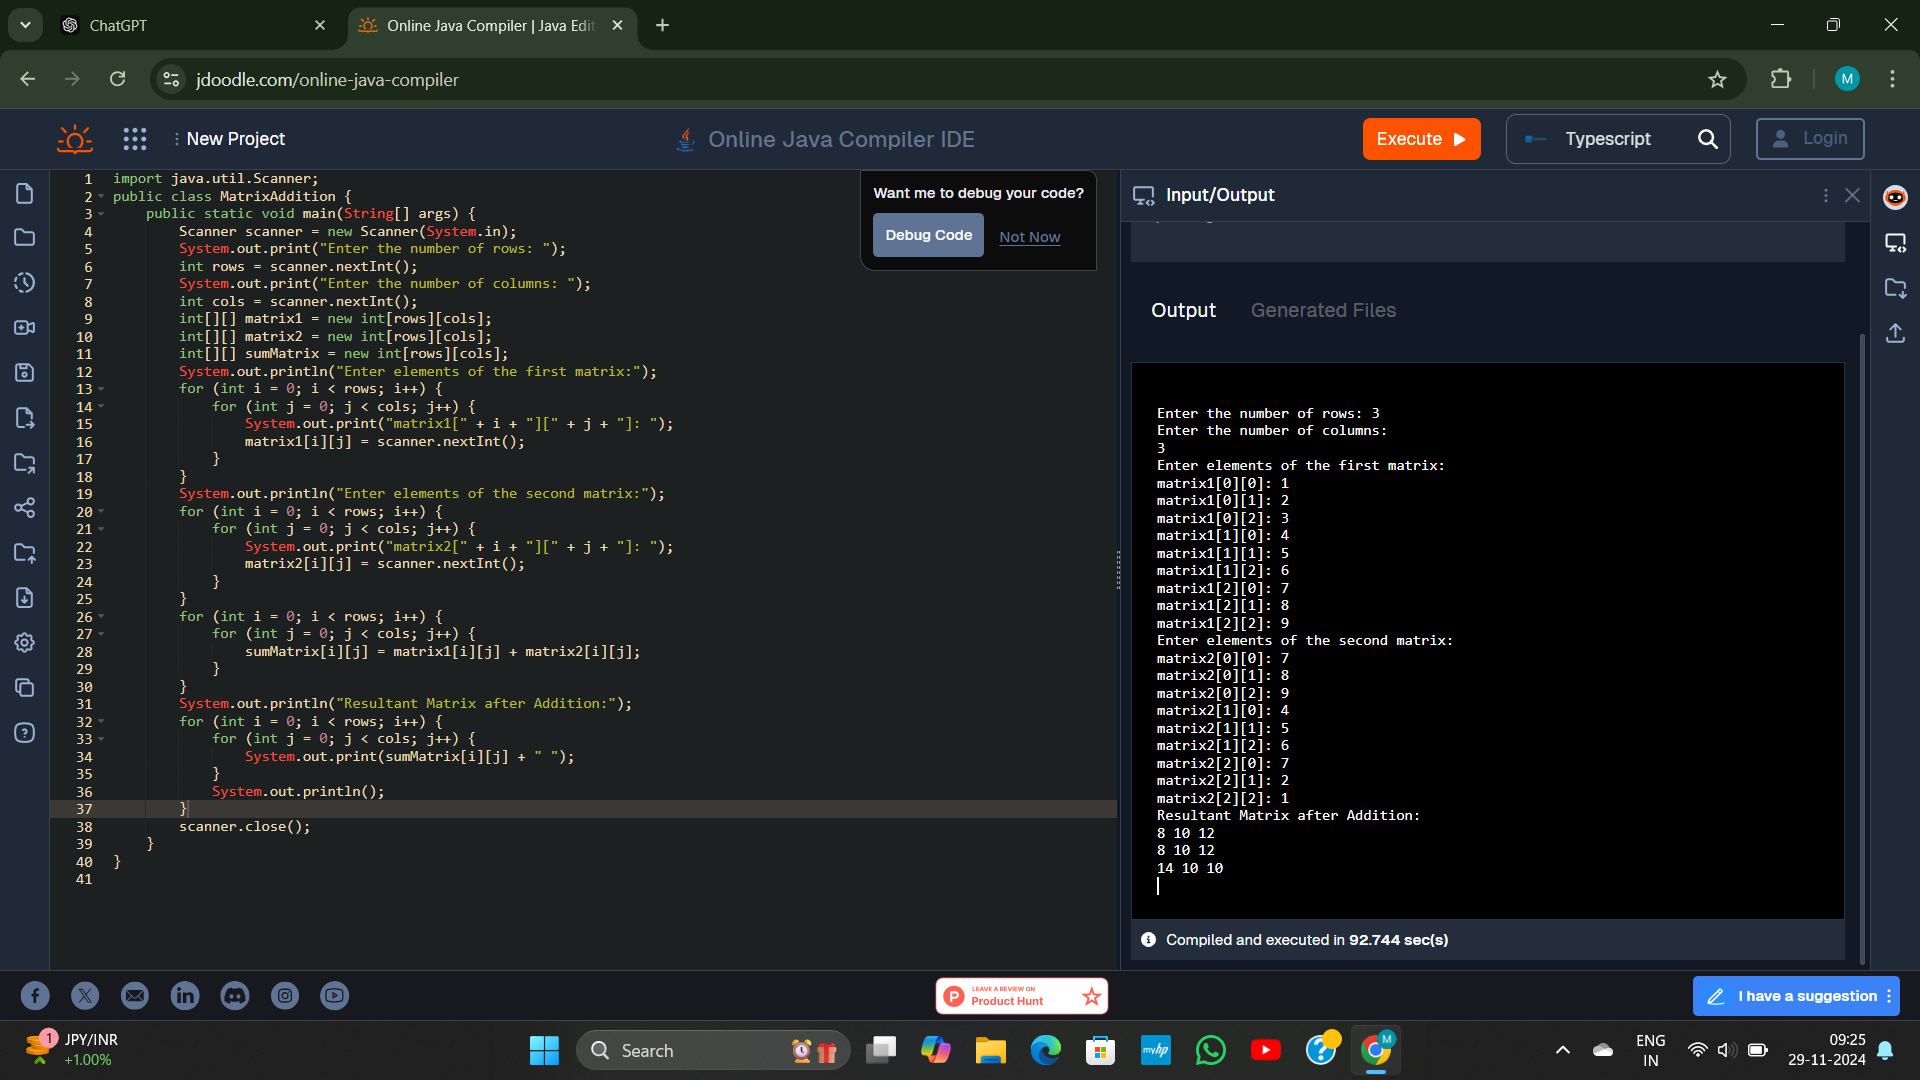 ChatGPT
Online Java Compiler | Java Edit
jdoodle.com/online-java-compiler
M
New Project
Online Java Compiler IDE
Execute
Typescript
Login
1 import java.util.Scanner;
2 public class MatrixAddition {
3 public static void main(String[] args) {
4 Scanner scanner = new Scanner(System.in);
5 System.out.print("Enter the number of rows: ");
6 int rows = scanner.nextInt();
7 System.out.print("Enter the number of columns: ");
8 int cols = scanner.nextInt();
9 int[][] matrix1 = new int[rows][cols];
10 int[][] matrix2 = new int[rows][cols];
11 int[][] sumMatrix = new int[rows][cols];
12 System.out.println("Enter elements of the first matrix:");
13 for (int i = 0; i < rows; i++) {
14 for (int j = 0; j < cols; j++) {
15 System.out.print("matrix1[" + i + "][" + j + "]: ");
16 matrix1[i][j] = scanner.nextInt();
17 }
18 }
19 System.out.println("Enter elements of the second matrix:");
20 for (int i = 0; i < rows; i++) {
21 for (int j = 0; j < cols; j++) {
22 System.out.print("matrix2[" + i + "][" + j + "]: ");
23 matrix2[i][j] = scanner.nextInt();
24 }
25 }
26 for (int i = 0; i < rows; i++) {
27 for (int j = 0; j < cols; j++) {
28 sumMatrix[i][j] = matrix1[i][j] + matrix2[i][j];
29 }
30 }
31 System.out.println("Resultant Matrix after Addition:");
32 for (int i = 0; i < rows; i++) {
33 for (int j = 0; j < cols; j++) {
34 System.out.print(sumMatrix[i][j] + " ");
35 }
36 System.out.println();
37 }
38 scanner.close();
39 }
40 }
41
Want me to debug your code?
Debug Code Not Now
Input/Output
Output Generated Files
Enter the number of rows: 3
Enter the number of columns:
3
Enter elements of the first matrix:
matrix1[0][0]: 1
matrix1[0][1]: 2
matrix1[0][2]: 3
matrix1[1][0]: 4
matrix1[1][1]: 5
matrix1[1][2]: 6
matrix1[2][0]: 7
matrix1[2][1]: 8
matrix1[2][2]: 9
Enter elements of the second matrix:
matrix2[0][0]: 7
matrix2[0][1]: 8
matrix2[0][2]: 9
matrix2[1][0]: 4
matrix2[1][1]: 5
matrix2[1][2]: 6
matrix2[2][0]: 7
matrix2[2][1]: 2
matrix2[2][2]: 1
Resultant Matrix after Addition:
8 10 12
8 10 12
14 10 10
Compiled and executed in 92.744 sec(s)
LEAVE A REVIEW ON
Product Hunt
I have a suggestion
1
JPY/INR
+1.00%
Search
myhp
M
ENG
IN
09:25
29-11-2024